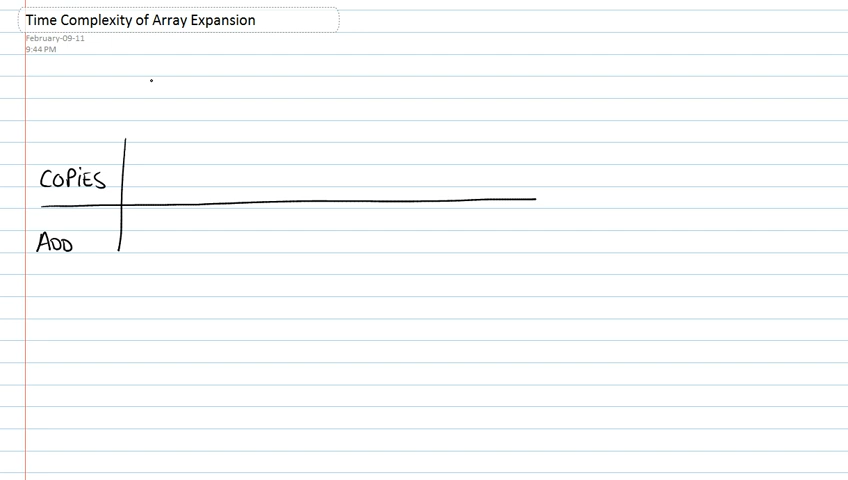 Time Complexity of Array Expansion
February-09-11
9:44 PM
COPiES
ADD